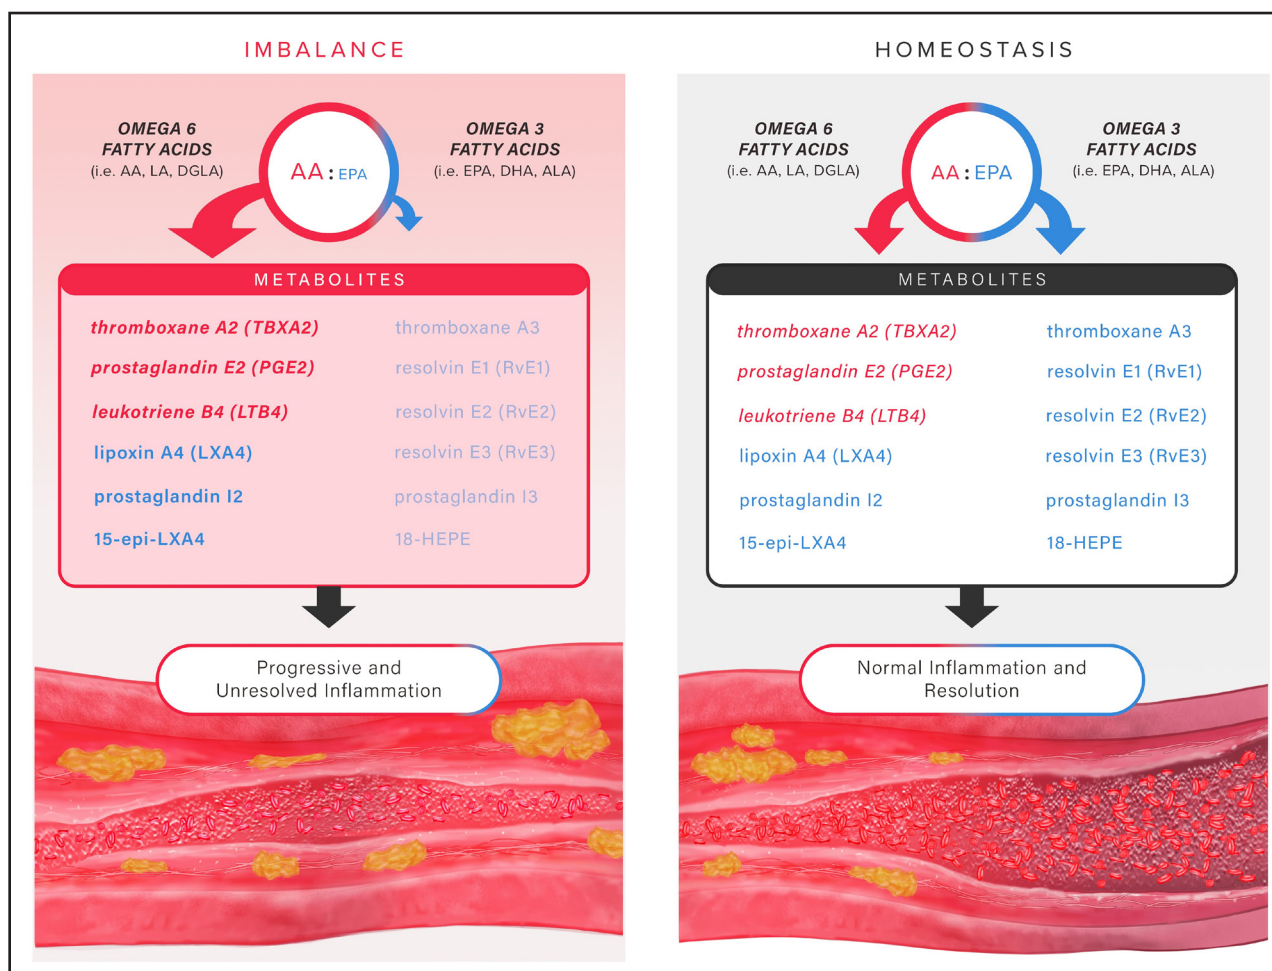 IMBALANCE
OMEGA 6
FATTY ACIDS
(i.e. AA, LA, DGLA)
AA : EPA
OMEGA 3
FATTY ACIDS
(i.e. EPA, DHA, ALA)
METABOLITES
thromboxane A2 (TBXA2)
prostaglandin E2 (PGE2)
leukotriene B4 (LTB4)
lipoxin A4 (LXA4)
prostaglandin I2
15-epi-LXA4
thromboxane A3
resolvin E1 (RvE1)
resolvin E2 (RvE2)
resolvin E3 (RvE3)
prostaglandin I3
18-HEPE
Progressive and
Unresolved Inflammation
HOMEOSTASIS
OMEGA 6
FATTY ACIDS
(i.e. AA, LA, DGLA)
AA : EPA
OMEGA 3
FATTY ACIDS
(i.e. EPA, DHA, ALA)
METABOLITES
thromboxane A2 (TBXA2)
prostaglandin E2 (PGE2)
leukotriene B4 (LTB4)
lipoxin A4 (LXA4)
prostaglandin I2
15-epi-LXA4
thromboxane A3
resolvin E1 (RvE1)
resolvin E2 (RvE2)
resolvin E3 (RvE3)
prostaglandin I3
18-HEPE
Normal Inflammation and
Resolution